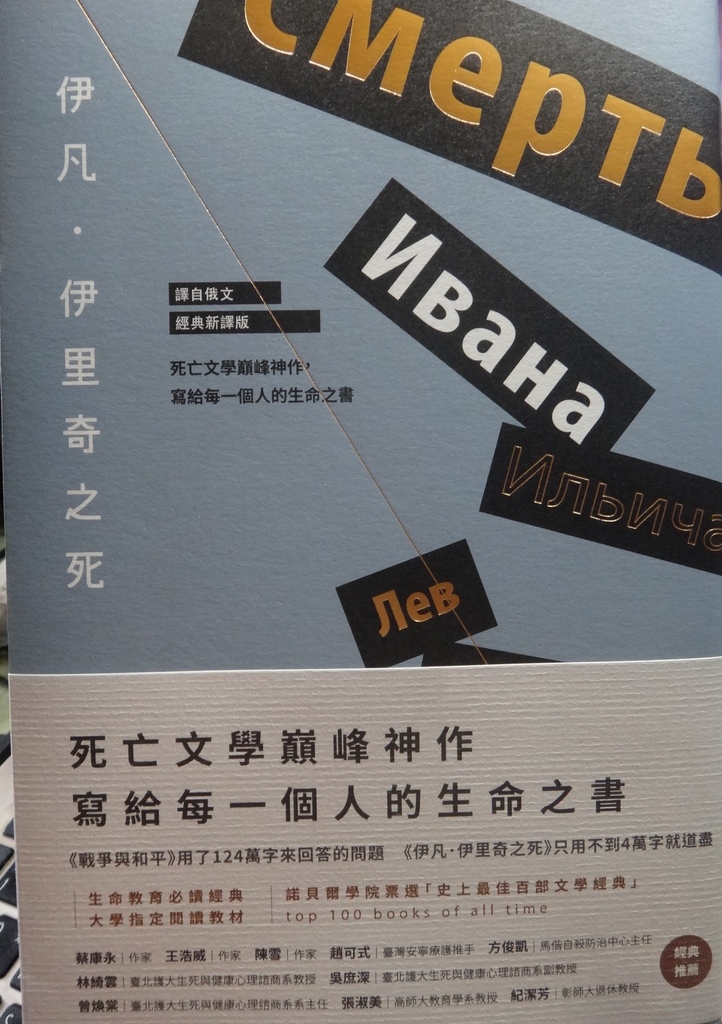 Смерть
Ивана
Ильича
Лев
伊凡·伊里奇之死
譯自俄文
經典新譯版
死亡文學巔峰神作，
寫給每一個人的生命之書
死亡文學巔峰神作
寫給每一個人的生命之書
《戰爭與和平》用了124萬字來回答的問題 《伊凡·伊里奇之死》只用不到4萬字就道盡
生命教育必讀經典
大學指定閱讀教材
諾貝爾學院票選「史上最佳百部文學經典」
top 100 books of all time
蔡康永｜作家 王浩威｜作家 陳雪｜作家 趙可式｜臺灣安寧療護推手 方俊凱｜馬偕自殺防治中心主任
林綺雲｜臺北護大生死與健康心理諮商系教授 吳庶深｜臺北護大生死與健康心理諮商系副教授
曾煥棠｜臺北護大生死與健康心理諮商系系主任 張淑美｜高師大教育學系教授 紀潔芳｜彰師大退休教授
經典
推薦